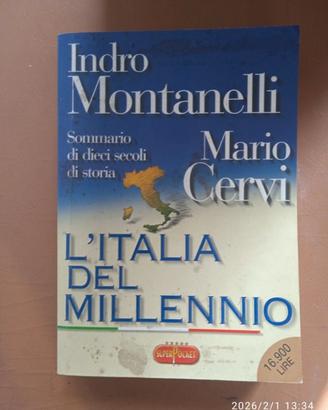 Indro
Montanelli
Sommario
di dieci secoli
di storia
Mario
Cervi
L'ITALIA
DEL
MILLENNIO
SUPERPOCKET
16.900
LIRE
2026/2/1 13:34